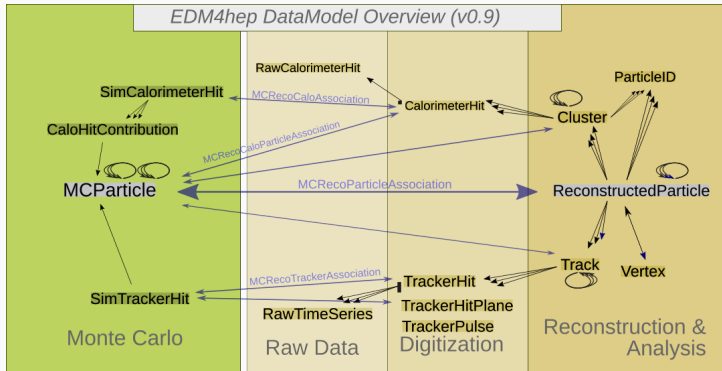 EDM4hep DataModel Overview (v0.9)
RawCalorimeterHit
ParticleID
SimCalorimeterHit
MCRecoCaloAssociation
CalorimeterHit
Cluster
CaloHitContribution
MCRecoCaloParticleAssociation
MCParticle
MCRecoParticleAssociation
ReconstructedParticle
Track
Vertex
MCRecoTrackerAssociation
TrackerHit
SimTrackerHit
RawTimeSeries
TrackerHitPlane
TrackerPulse
Monte Carlo
Raw Data
Digitization
Reconstruction &
Analysis